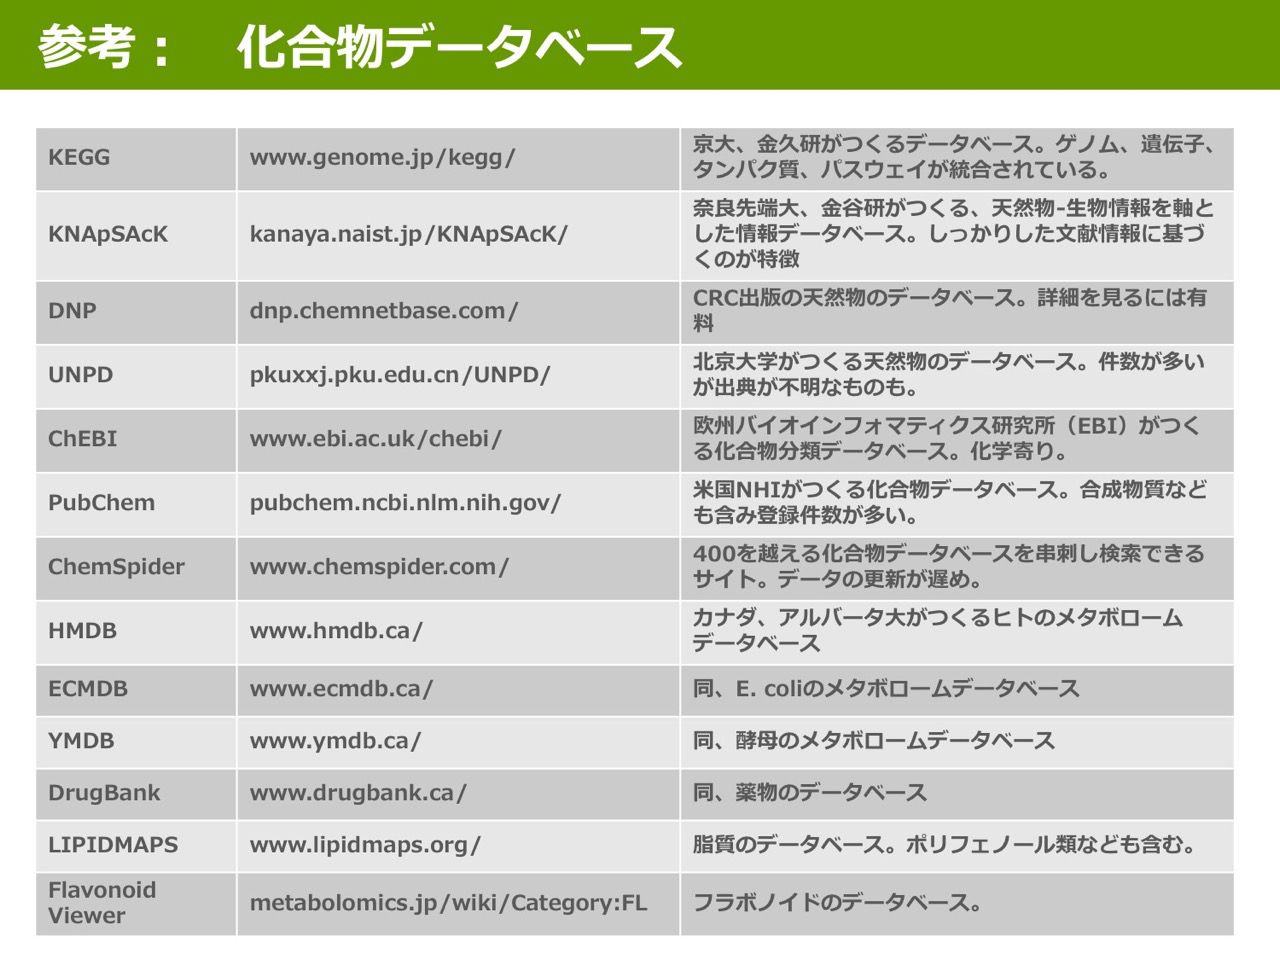 参考： 化合物データベース
KEGG
www.genome.jp/kegg/
京大、金久研がつくるデータベース。ゲノム、遺伝子、
タンパク質、パスウェイが統合されている。
KNApSAcK
kanaya.naist.jp/KNApSAcK/
奈良先端大、金谷研がつくる、天然物-生物情報を軸と
した情報データベース。しっかりした文献情報に基づ
くのが特徴
DNP
dnp.chemnetbase.com/
CRC出版の天然物のデータベース。詳細を見るには有
料
UNPD
pkuxxj.pku.edu.cn/UNPD/
北京大学がつくる天然物のデータベース。件数が多い
が出典が不明なものも。
ChEBI
www.ebi.ac.uk/chebi/
欧州バイオインフォマティクス研究所（EBI）がつく
る化合物分類データベース。化学寄り。
PubChem
pubchem.ncbi.nlm.nih.gov/
米国NHIがつくる化合物データベース。合成物質など
も含み登録件数が多い。
ChemSpider
www.chemspider.com/
400を越える化合物データベースを串刺し検索できる
サイト。データの更新が遅め。
HMDB
www.hmdb.ca/
カナダ、アルバータ大がつくるヒトのメタボローム
データベース
ECMDB
www.ecmdb.ca/
同、E. coliのメタボロームデータベース
YMDB
www.ymdb.ca/
同、酵母のメタボロームデータベース
DrugBank
www.drugbank.ca/
同、薬物のデータベース
LIPIDMAPS
www.lipidmaps.org/
脂質のデータベース。ポリフェノール類なども含む。
Flavonoid
Viewer
metabolomics.jp/wiki/Category:FL
フラボノイドのデータベース。